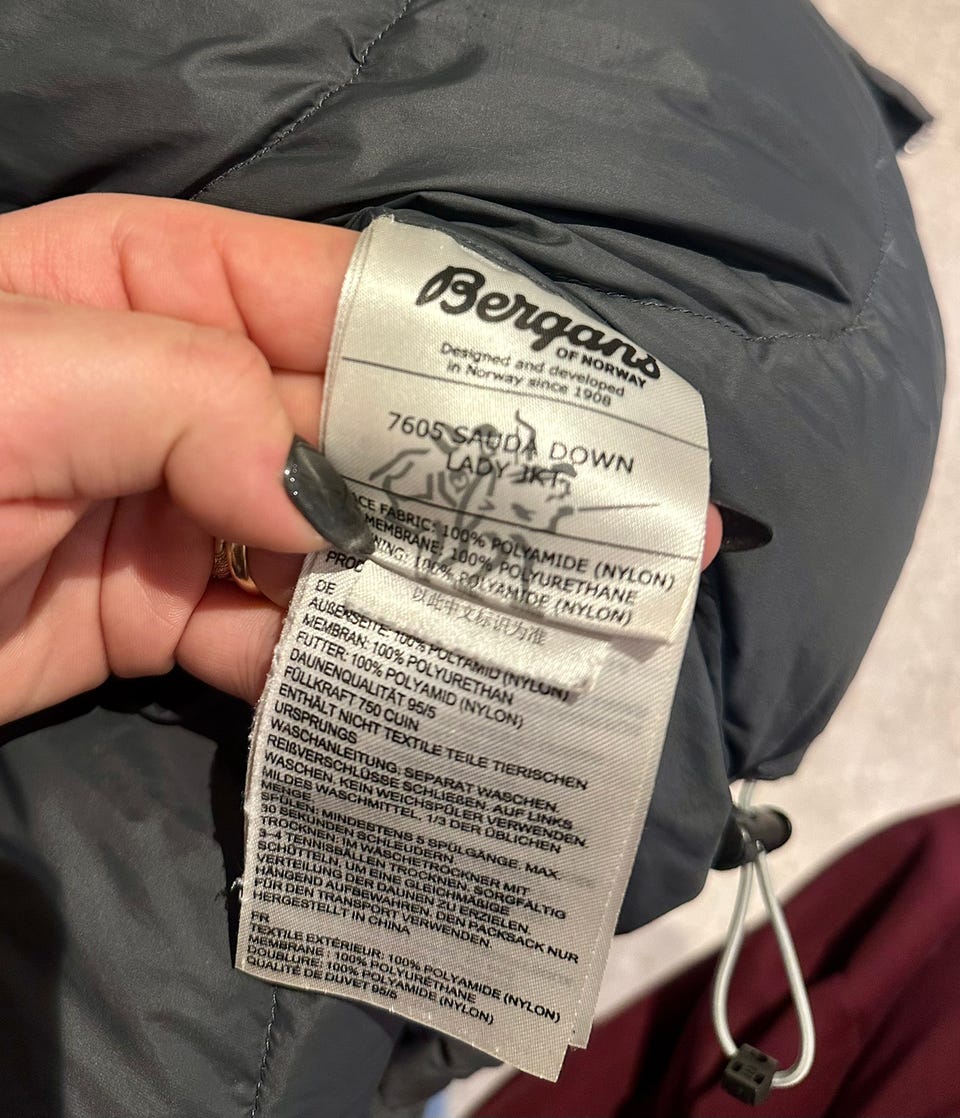 Bergans
OF NORWAY
Designed and developed
in Norway since 1908
7605 SAUDA DOWN
LADY JKT
FABRIC: 100% POLYAMIDE (NYLON)
MEMBRANE: 100% POLYURETHANE
100% POLYAMIDE (NYLON)
以此中文标识为准
DE
AUßENSEITE: 100% POLYAMID (NYLON)
MEMBRAN: 100% POLYURETHAN
FUTTER: 100% POLYAMID (NYLON)
DAUNENQUALITÄT 95/5
FÜLLKRAFT 750 CUIN
ENTHÄLT NICHT TEXTILE TEILE TIERISCHEN
URSPRUNGS
WASCHANLEITUNG: SEPARAT WASCHEN.
REIßVERSCHLÜSSE SCHLIEßEN. AUF LINKS
WASCHEN. KEIN WEICHSPÜLER VERWENDEN.
MILDES WASCHMITTEL, 1/3 DER ÜBLICHEN
MENGE
SPÜLEN: MINDESTENS 5 SPÜLGÄNGE. MAX.
30 SEKUNDEN SCHLEUDERN
TROCKNEN: IM WÄSCHETROCKNER MIT
3-4 TENNISBÄLLEN TROCKNEN, SORGFÄLTIG
SCHÜTTELN, UM EINE GLEICHMÄßIGE
VERTEILUNG DER DAUNEN ZU ERZIELEN.
HÄNGEND AUFBEWAHREN, DEN PACKSACK NUR
FÜR DEN TRANSPORT VERWENDEN.
HERGESTELLT IN CHINA
FR
TEXTILE EXTÉRIEUR: 100% POLYAMIDE (NYLON)
MEMBRANE : 100% POLYURETHANE
DOUBLURE: 100% POLYAMIDE (NYLON)
QUALITÉ DE DUVET 95/5